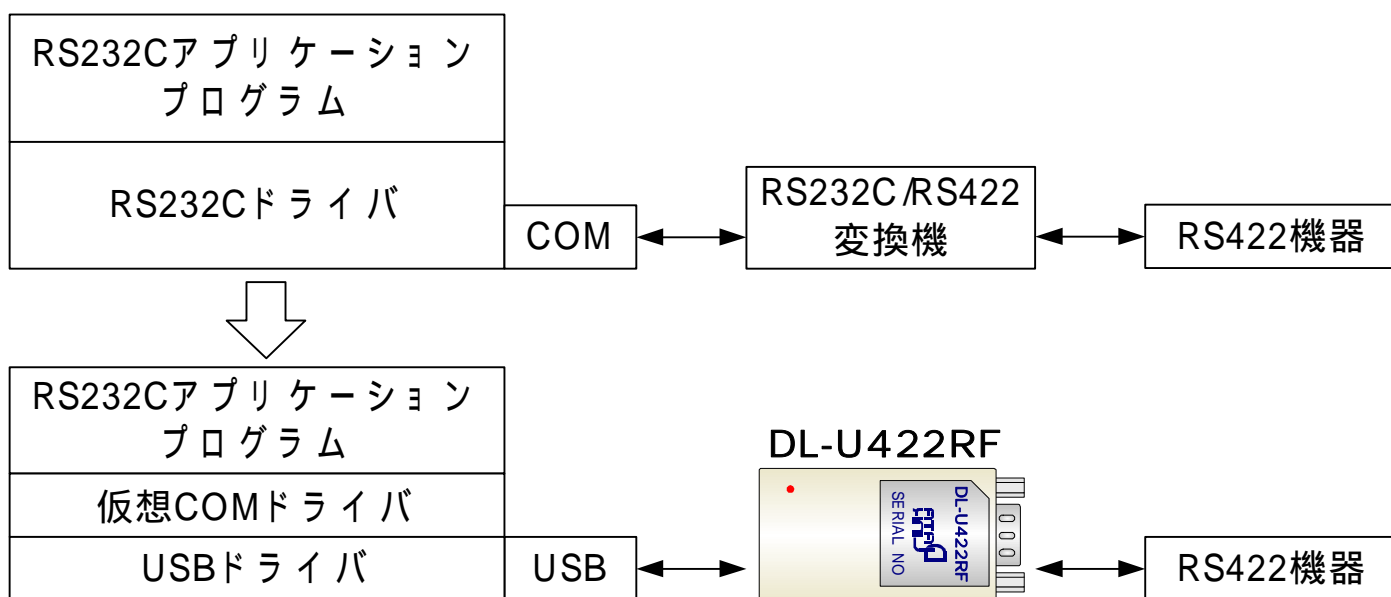 RS232Cアプリケーション
プログラム
RS232Cドライバ
COM
RS232C/RS422
変換機
RS422機器
RS232Cアプリケーション
プログラム
仮想COMドライバ
USBドライバ
USB
DL-U422RF
DL-U422RF
SERIAL NO
RS422機器